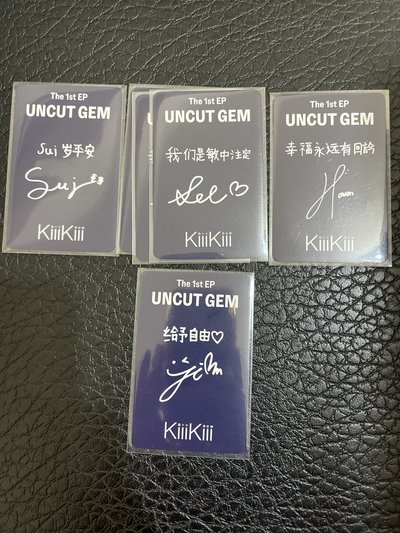 The 1st EP
UNCUT GEM
Sui 岁平安
Sui
KiiiKiii
The 1st EP
UNCUT GEM
我们是敏中注定
KiiiKiii
The 1st EP
UNCUT GEM
幸福永远有
Haum
KiiiKiii
The 1st EP
UNCUT GEM
给予自由♡
KiiiKiii